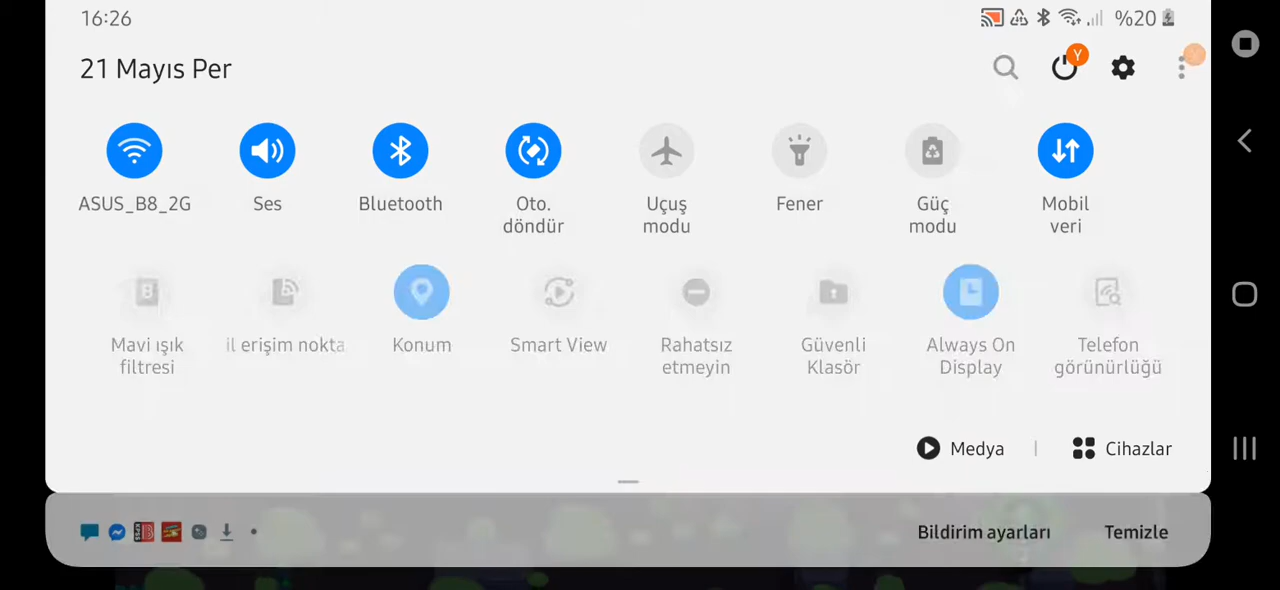 16:26
%20
21 Mayıs Per
Y
ASUS_B8_2G
Ses
Bluetooth
Oto.
döndür
Uçuş
modu
Fener
Güç
modu
Mobil
veri
Mavi ışık
filtresi
il erişim nokta
Konum
Smart View
Rahatsız
etmeyin
Güvenli
Klasör
Always On
Display
Telefon
görünürlüğü
Medya
Cihazlar
Bildirim ayarları
Temizle